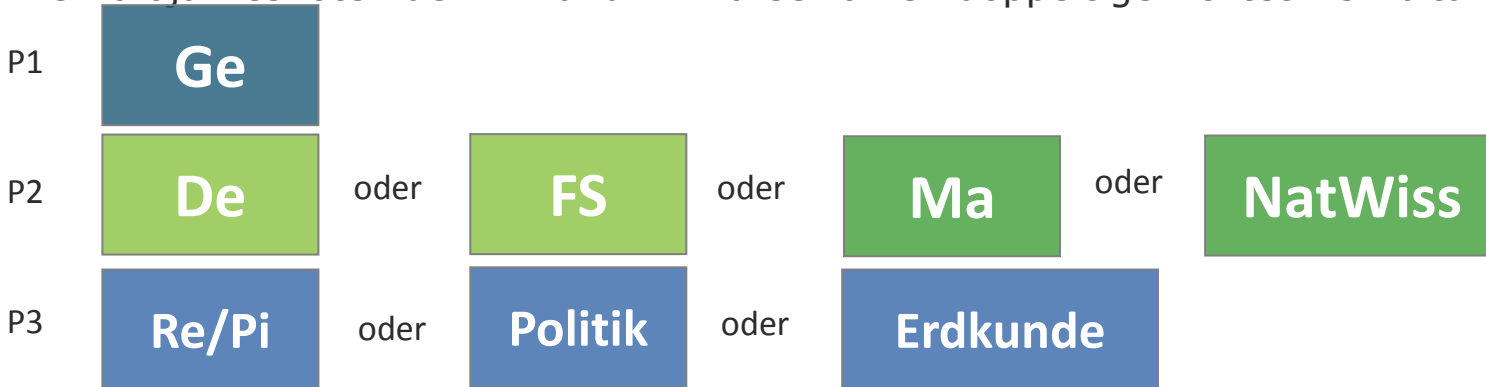 P1 Ge
P2 De oder FS oder Ma oder NatWiss
P3 Re/Pi oder Politik oder Erdkunde